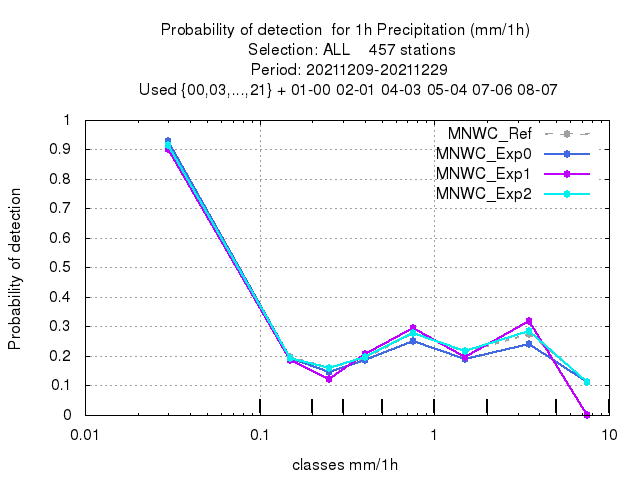 Probability of detection  for 1h Precipitation (mm/1h)
Selection: ALL    457 stations
Period: 20211209-20211229
Used {00,03,...,21} + 01-00 02-01 04-03 05-04 07-06 08-07
Probability of detection
1
0.9
0.8
0.7
0.6
0.5
0.4
0.3
0.2
0.1
0
MNWC_Ref
MNWC_Exp0
MNWC_Exp1
MNWC_Exp2
0.01 0.1 1 10
classes mm/1h